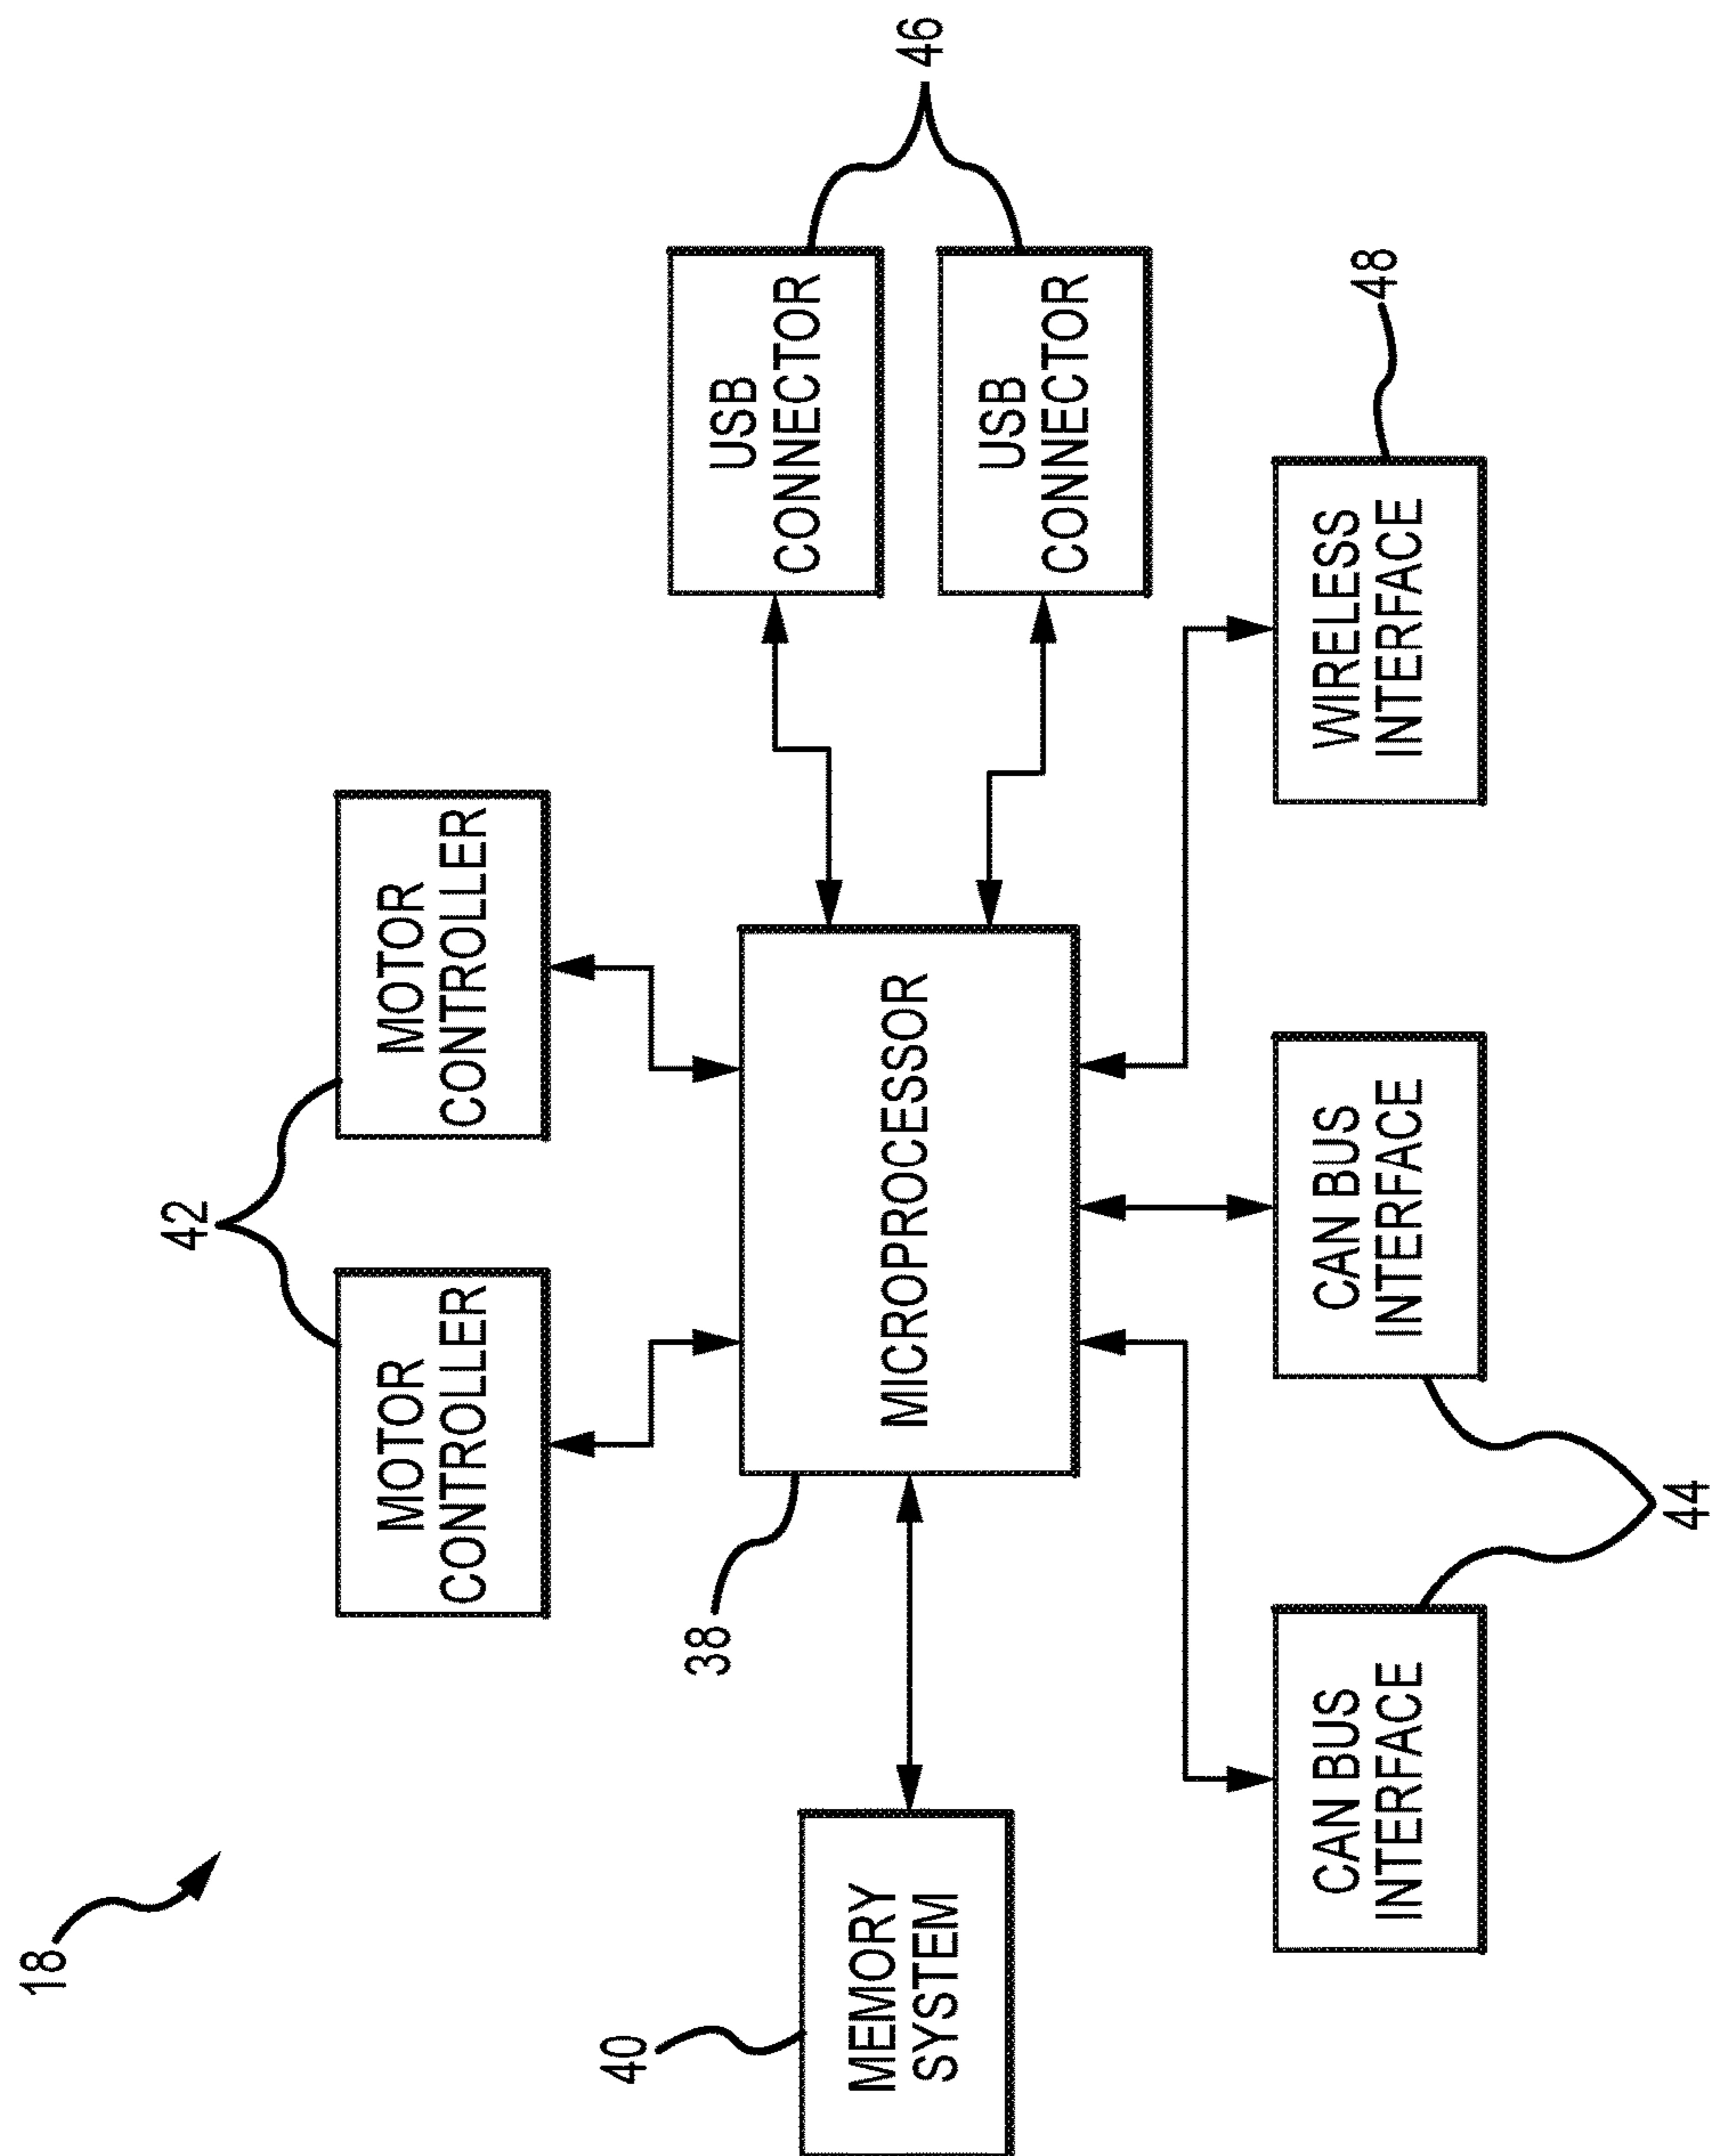 18
42
MOTOR
CONTROLLER
MOTOR
CONTROLLER
46
40
MEMORY
SYSTEM
38
MICROPROCESSOR
USB
CONNECTOR
USB
CONNECTOR
CAN BUS
INTERFACE
CAN BUS
INTERFACE
WIRELESS
INTERFACE
48
44